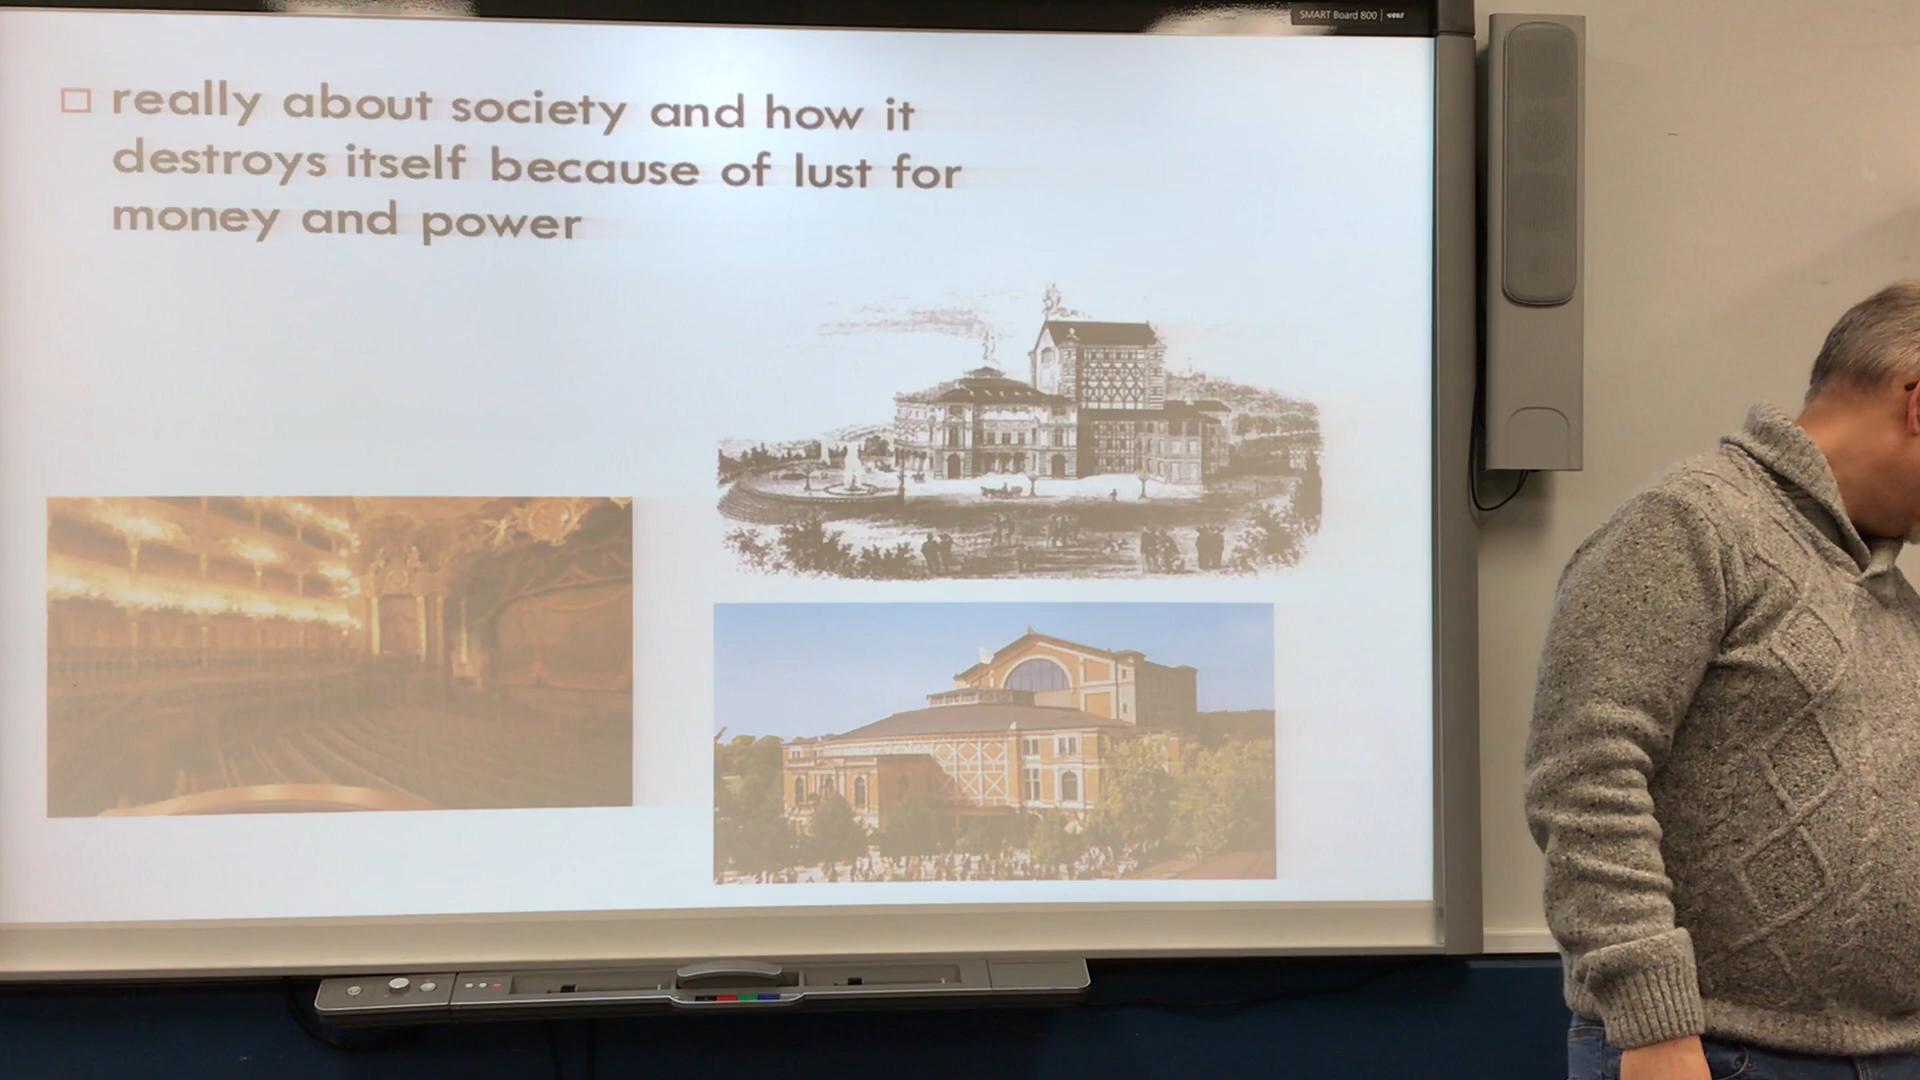 SMART Board 800
really about society and how it
destroys itself because of lust for
money and power